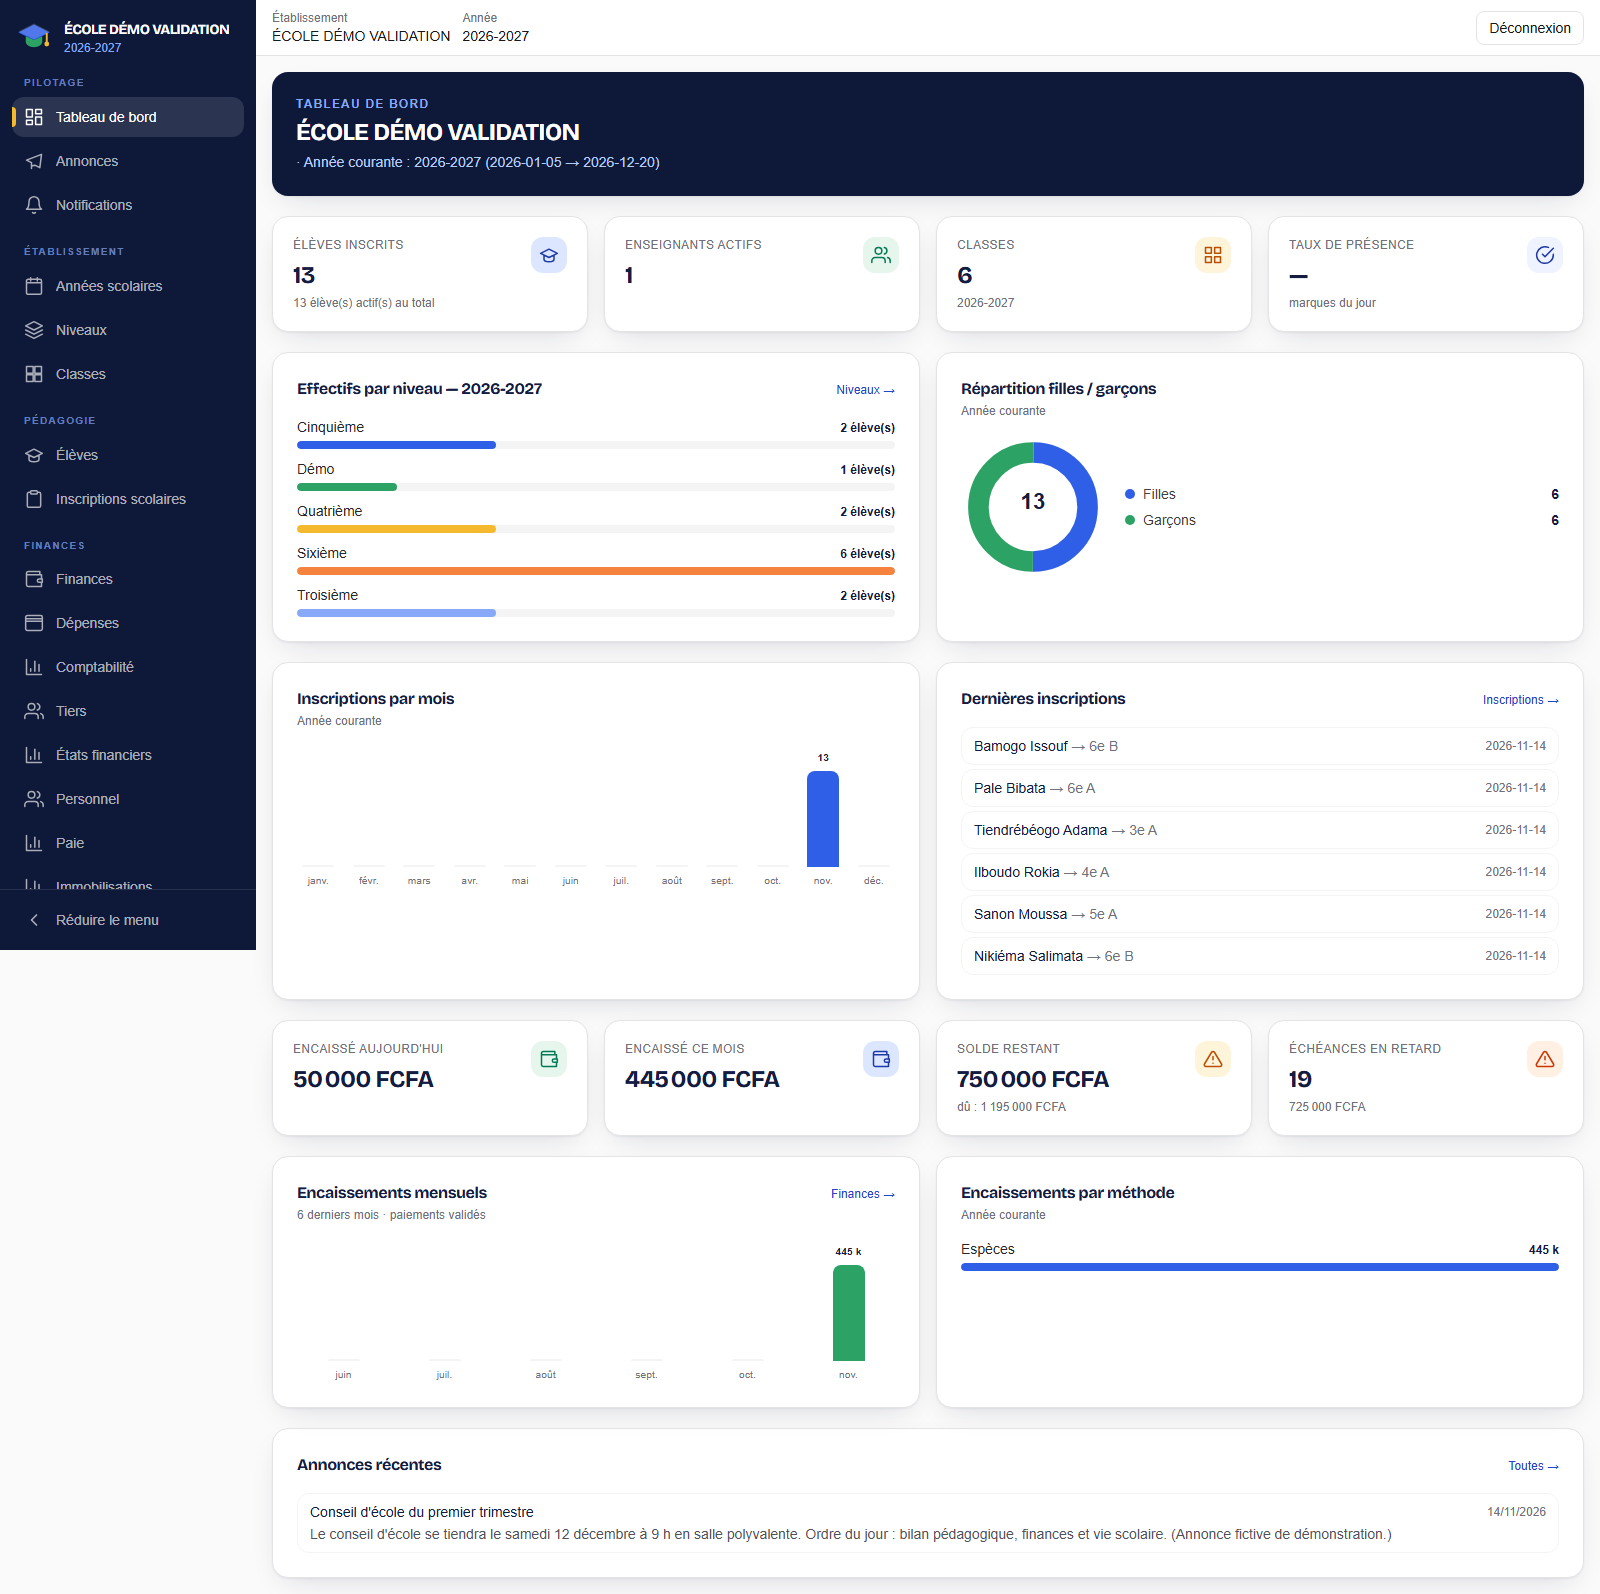 ÉCOLE DÉMO VALIDATION
2026-2027
PILOTAGE
Tableau de bord
Annonces
Notifications
ÉTABLISSEMENT
Années scolaires
Niveaux
Classes
PÉDAGOGIE
Élèves
Inscriptions scolaires
FINANCES
Finances
Dépenses
Comptabilité
Tiers
États financiers
Personnel
Paie
Immobilisations
Réduire le menu
Établissement
ÉCOLE DÉMO VALIDATION
Année
2026-2027
Déconnexion
TABLEAU DE BORD
ÉCOLE DÉMO VALIDATION
· Année courante : 2026-2027 (2026-01-05 → 2026-12-20)
ÉLÈVES INSCRITS
13
13 élève(s) actif(s) au total
ENSEIGNANTS ACTIFS
1
CLASSES
6
2026-2027
TAUX DE PRÉSENCE
—
marques du jour
Effectifs par niveau — 2026-2027
Niveaux →
Cinquième 2 élève(s)
Démo 1 élève(s)
Quatrième 2 élève(s)
Sixième 6 élève(s)
Troisième 2 élève(s)
Répartition filles / garçons
Année courante
13
Filles 6
Garçons 6
Inscriptions par mois
Année courante
13
janv. févr. mars avr. mai juin juil. août sept. oct. nov. déc.
Dernières inscriptions
Inscriptions →
Bamogo Issouf → 6e B 2026-11-14
Pale Bibata → 6e A 2026-11-14
Tiendrébéogo Adama → 3e A 2026-11-14
Ilboudo Rokia → 4e A 2026-11-14
Sanon Moussa → 5e A 2026-11-14
Nikiéma Salimata → 6e B 2026-11-14
ENCAISSÉ AUJOURD'HUI
50 000 FCFA
ENCAISSÉ CE MOIS
445 000 FCFA
SOLDE RESTANT
750 000 FCFA
dû : 1 195 000 FCFA
ÉCHÉANCES EN RETARD
19
725 000 FCFA
Encaissements mensuels
Finances →
6 derniers mois · paiements validés
445 k
juin juil. août sept. oct. nov.
Encaissements par méthode
Année courante
Espèces 445 k
Annonces récentes
Toutes →
Conseil d'école du premier trimestre 14/11/2026
Le conseil d'école se tiendra le samedi 12 décembre à 9 h en salle polyvalente. Ordre du jour : bilan pédagogique, finances et vie scolaire. (Annonce fictive de démonstration.)